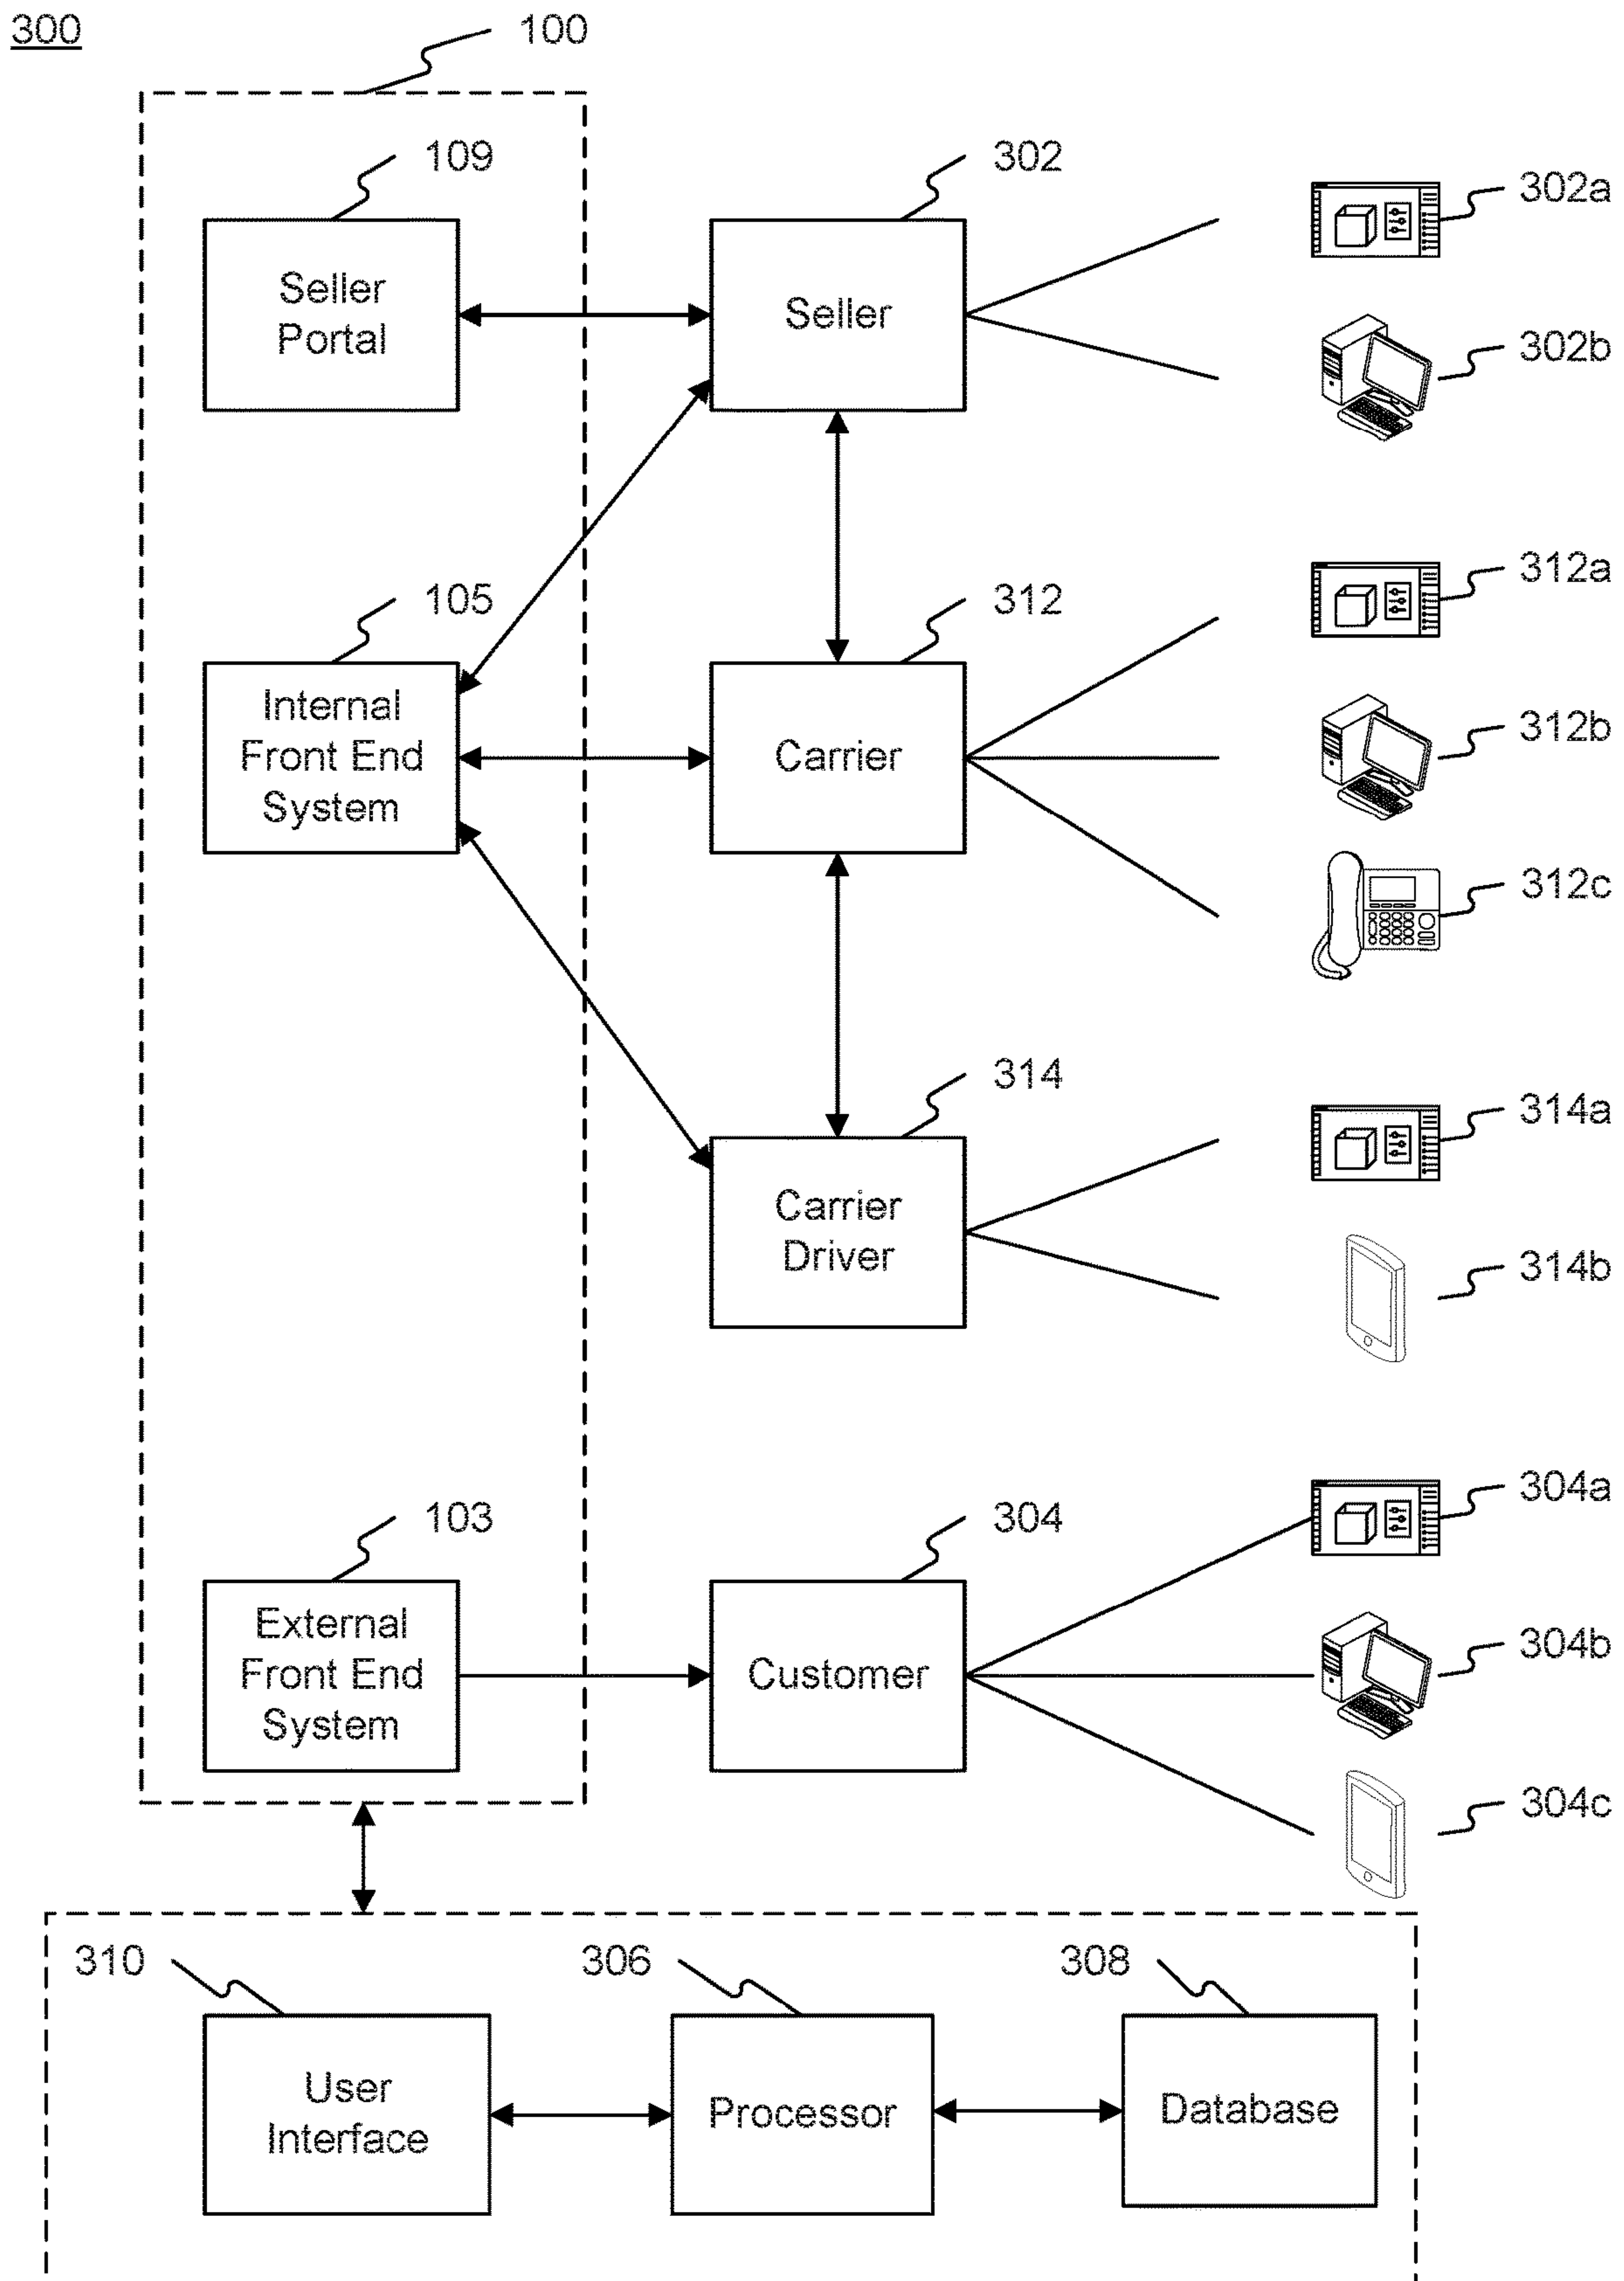 300
100
109
302
302a
Seller
Portal
Seller
302b
105
312
312a
Internal
Front End
System
Carrier
312b
312c
314
314a
Carrier
Driver
314b
103
304
304a
External
Front End
System
Customer
304b
304c
310
306
308
User
Interface
Processor
Database